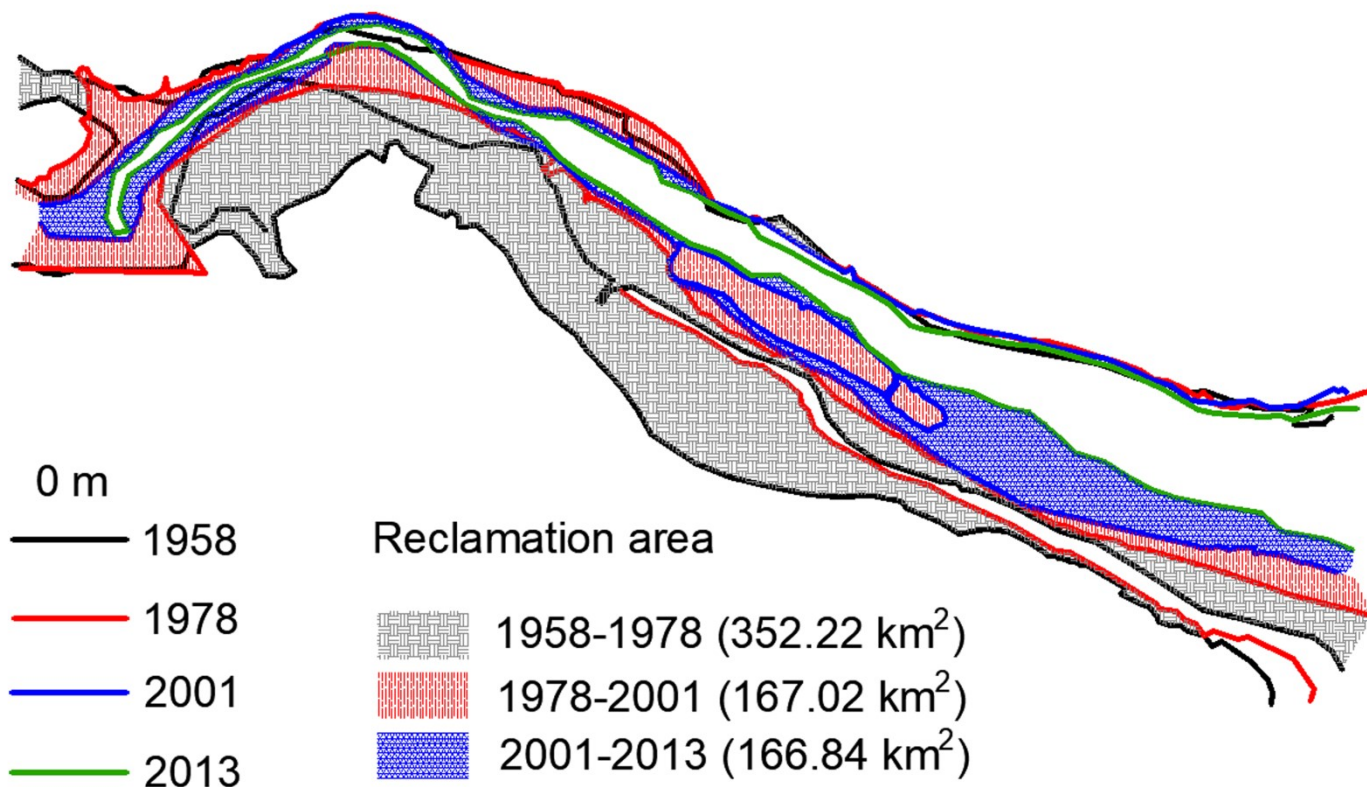 0 m
1958
1978
2001
2013
Reclamation area
1958-1978 (352.22 km²)
1978-2001 (167.02 km²)
2001-2013 (166.84 km²)